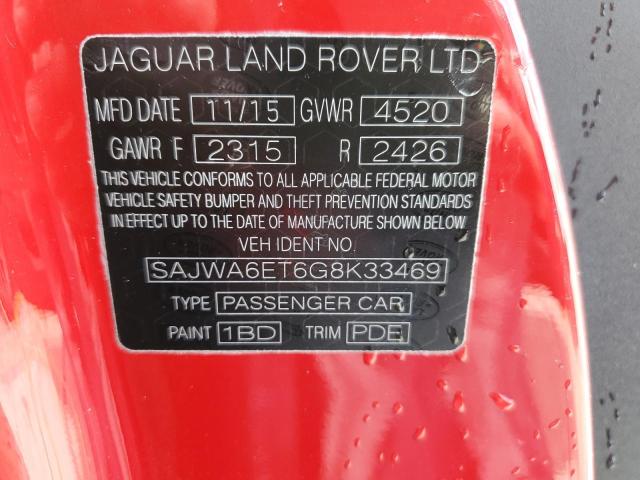 JAGUAR LAND ROVER LTD
MFD DATE 11/15 GVWR 4520
GAWR F 2315 R 2426
THIS VEHICLE CONFORMS TO ALL APPLICABLE FEDERAL MOTOR
VEHICLE SAFETY BUMPER AND THEFT PREVENTION STANDARDS
IN EFFECT UP TO THE DATE OF MANUFACTURE SHOWN BELOW.
VEH IDENT NO.
SAJWA6ET6G8K33469
TYPE PASSENGER CAR
PAINT 1BD TRIM PDE